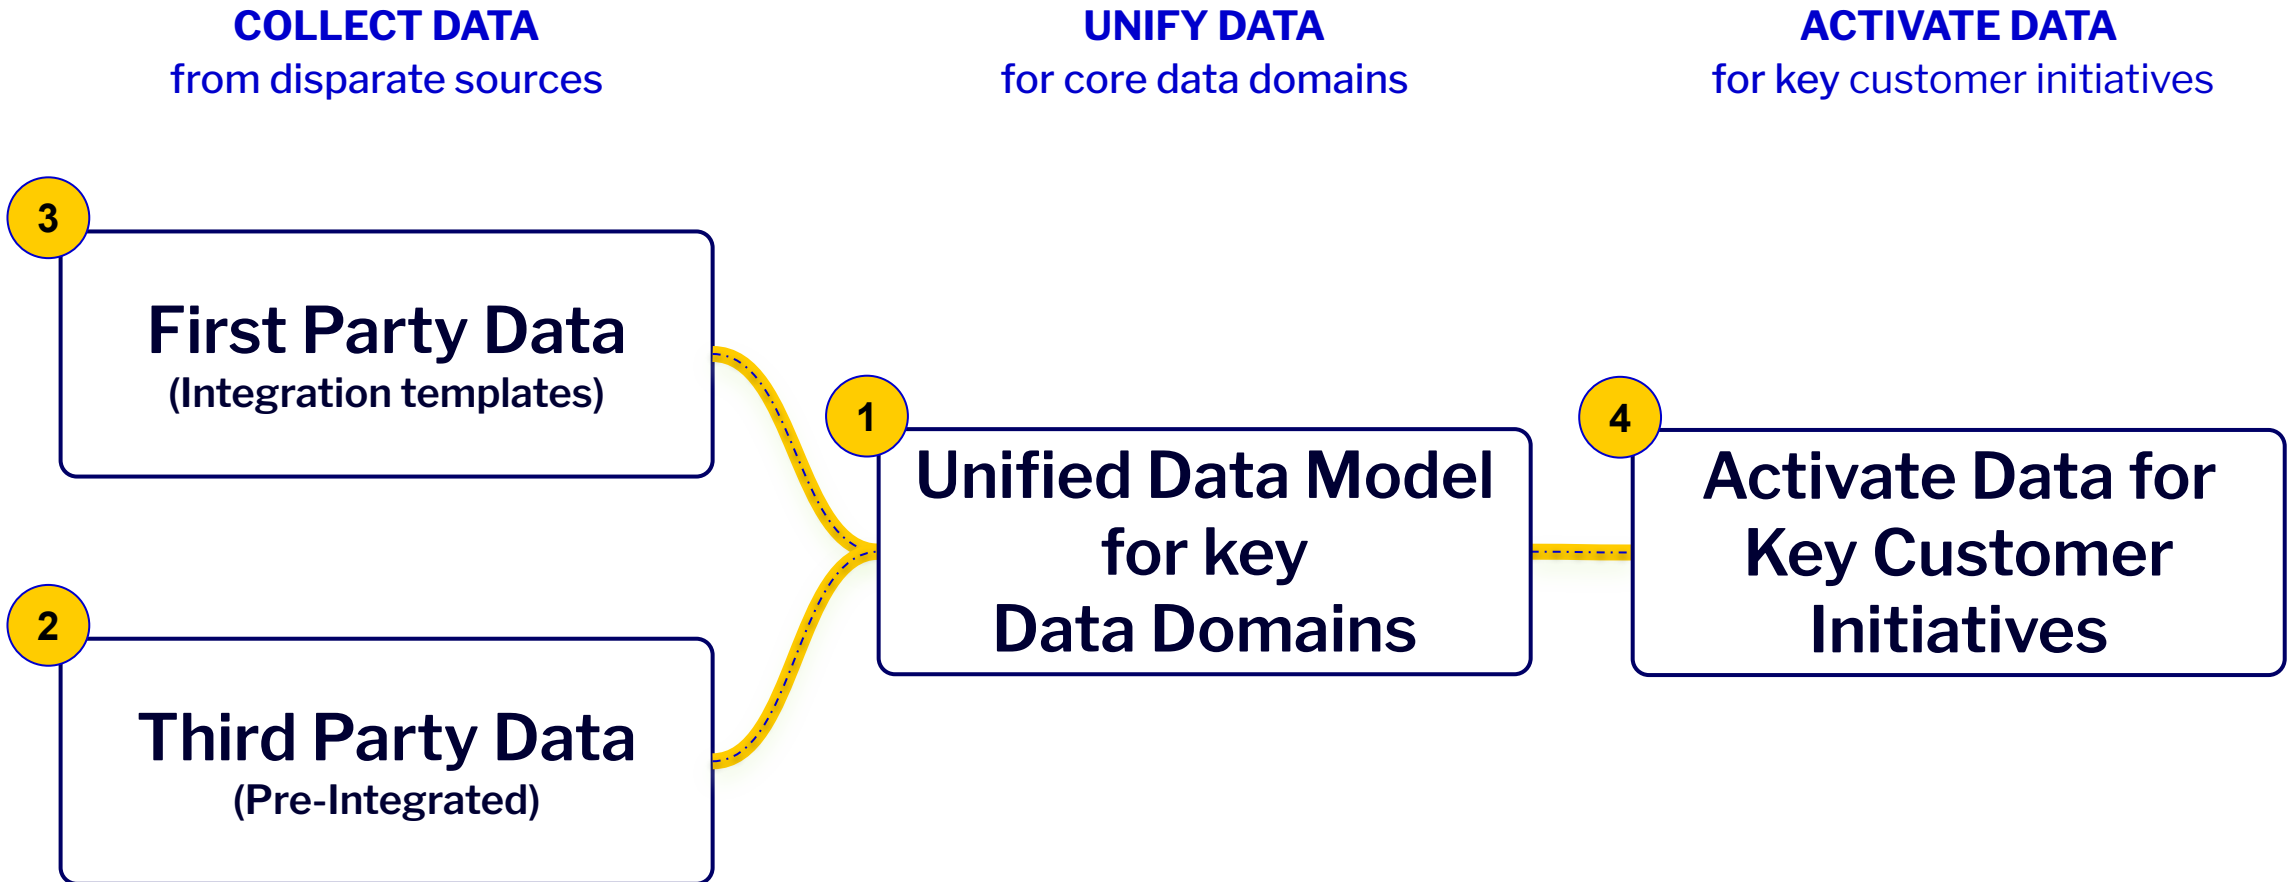 COLLECT DATA
from disparate sources
UNIFY DATA
for core data domains
ACTIVATE DATA
for key customer initiatives
3
First Party Data
(Integration templates)
2
Third Party Data
(Pre-Integrated)
1
Unified Data Model
for key
Data Domains
4
Activate Data for
Key Customer
Initiatives